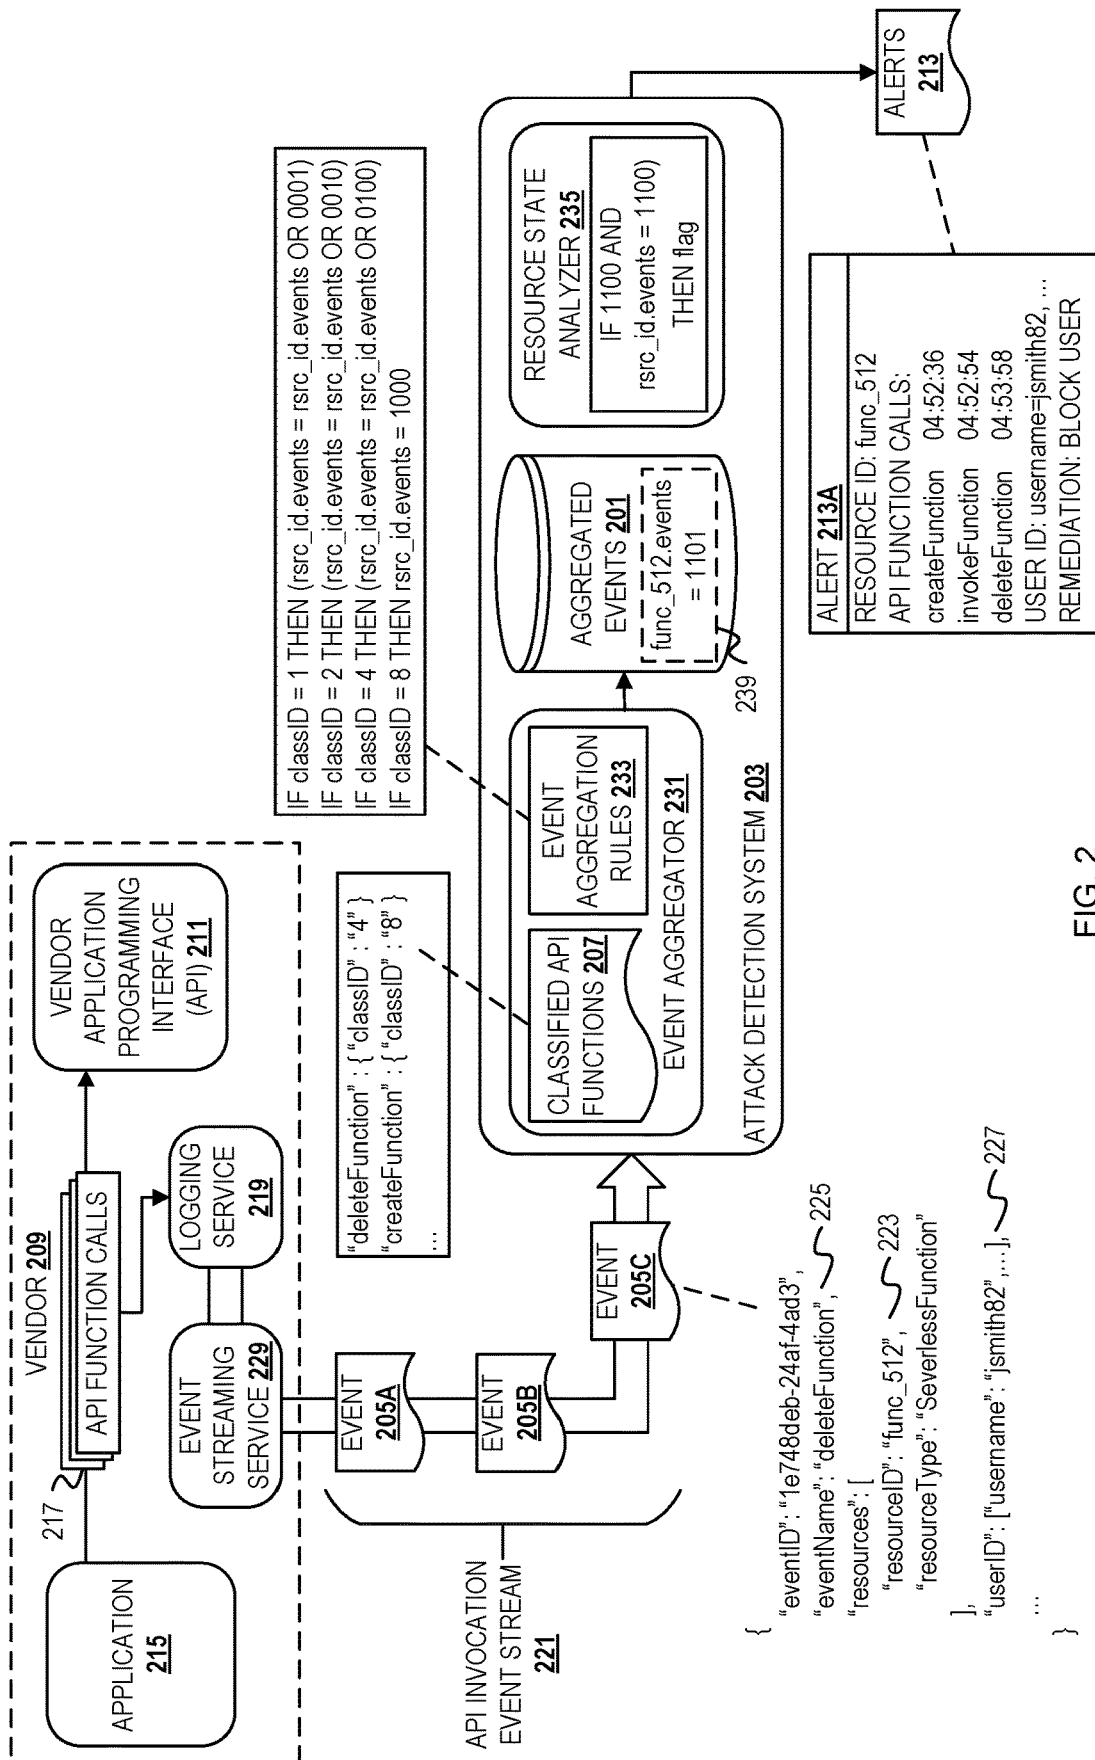 VENDOR 209
APPLICATION
215
217
API FUNCTION CALLS
VENDOR
APPLICATION
PROGRAMMING
INTERFACE
(API) 211
EVENT
STREAMING
SERVICE 229
LOGGING
SERVICE
219
API INVOCATION
EVENT STREAM
221
EVENT
205A
EVENT
205B
EVENT
205C
"deleteFunction" : { "classID" : "4" }
"createFunction" : { "classID" : "8" }
...
IF classID = 1 THEN (rsrc_id.events = rsrc_id.events OR 0001)
IF classID = 2 THEN (rsrc_id.events = rsrc_id.events OR 0010)
IF classID = 4 THEN (rsrc_id.events = rsrc_id.events OR 0100)
IF classID = 8 THEN rsrc_id.events = 1000
CLASSIFIED API
FUNCTIONS 207
EVENT
AGGREGATION
RULES 233
EVENT AGGREGATOR 231
AGGREGATED
EVENTS 201
func_512.events
= 1101
239
RESOURCE STATE
ANALYZER 235
IF 1100 AND
rsrc_id.events = 1100)
THEN flag
ATTACK DETECTION SYSTEM 203
ALERTS
213
{
"eventID": "1e748deb-24af-4ad3",
"eventName": "deleteFunction", 225
"resources": [
"resourceID": "func_512", 223
"resourceType": "SeverlessFunction"
],
"userID": ["username": "jsmith82",...], 227
...
}
ALERT 213A
RESOURCE ID: func_512
API FUNCTION CALLS:
createFunction 04:52:36
invokeFunction 04:52:54
deleteFunction 04:53:58
USER ID: username=jsmith82, ...
REMEDIATION: BLOCK USER
FIG. 2